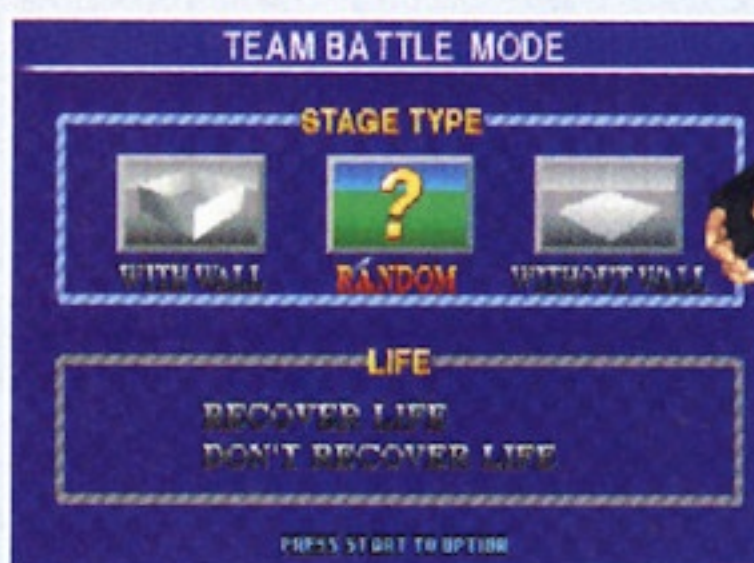 TEAM BATTLE MODE
STAGE TYPE
WITH WALL RANDOM WITHOUT WALL
LIFE
RECOVER LIFE
DON'T RECOVER LIFE
PRESS START TO OPTION